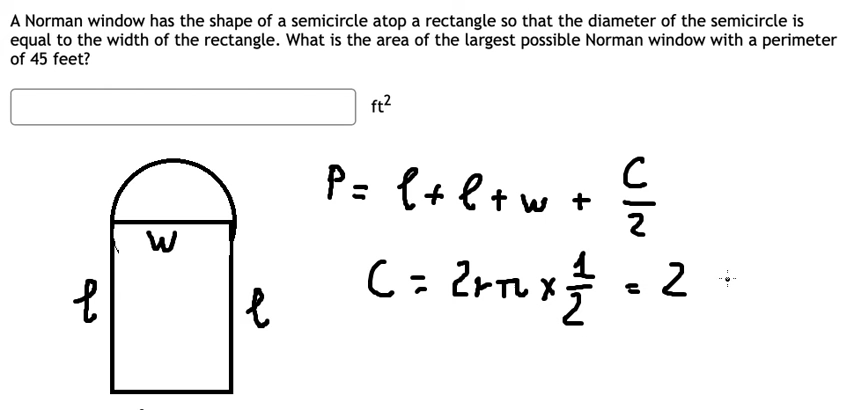 A Norman window has the shape of a semicircle atop a rectangle so that the diameter of the semicircle is
equal to the width of the rectangle. What is the area of the largest possible Norman window with a perimeter
of 45 feet?
ft²
P = l + l + w + C/2
w
C = 2rπ x 1/2 = 2
l l